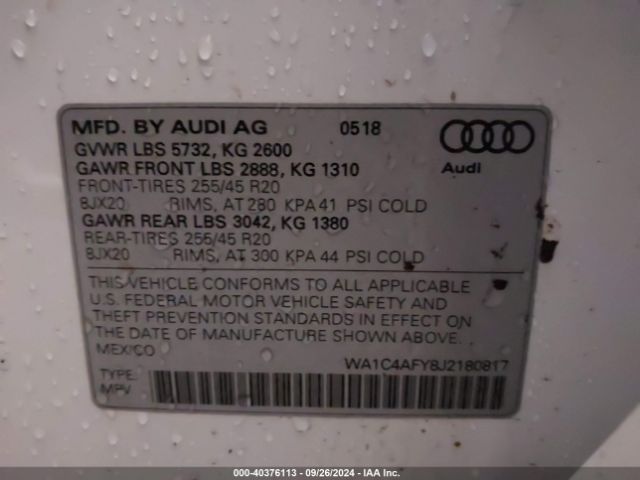 MFD. BY AUDI AG 0518
GVWR LBS 5732, KG 2600
GAWR FRONT LBS 2888, KG 1310
FRONT-TIRES 255/45 R20
8JX20 RIMS, AT 280 KPA 41 PSI COLD
GAWR REAR LBS 3042, KG 1380
REAR-TIRES 255/45 R20
8JX20 RIMS, AT 300 KPA 44 PSI COLD
Audi
THIS VEHICLE CONFORMS TO ALL APPLICABLE
U.S. FEDERAL MOTOR VEHICLE SAFETY AND
THEFT PREVENTION STANDARDS IN EFFECT ON
THE DATE OF MANUFACTURE SHOWN ABOVE.
MEXICO
WA1C4AFY8J2180817
TYPE:
MPV
000-40376113 - 09/26/2024 - IAA Inc.